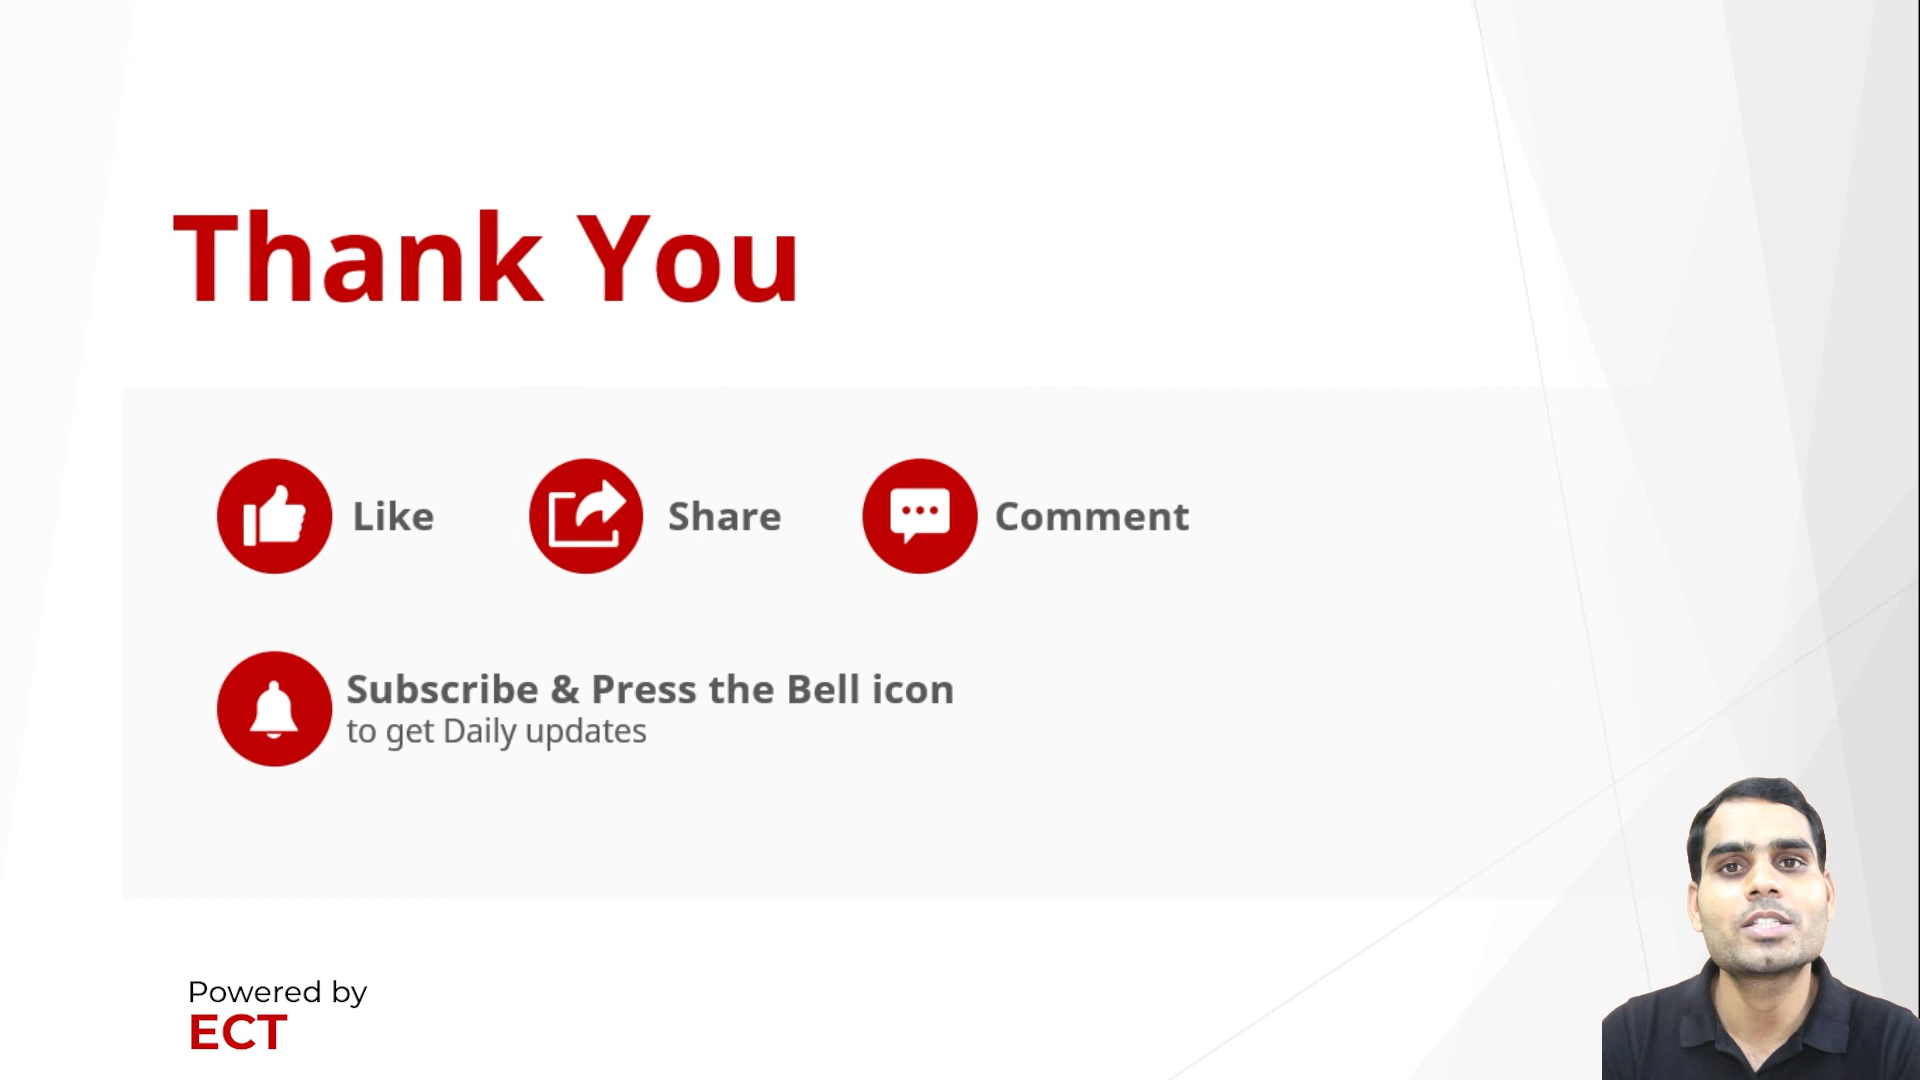 Thank You
Like
Share
Comment
Subscribe & Press the Bell icon
to get Daily updates
Powered by
ECT